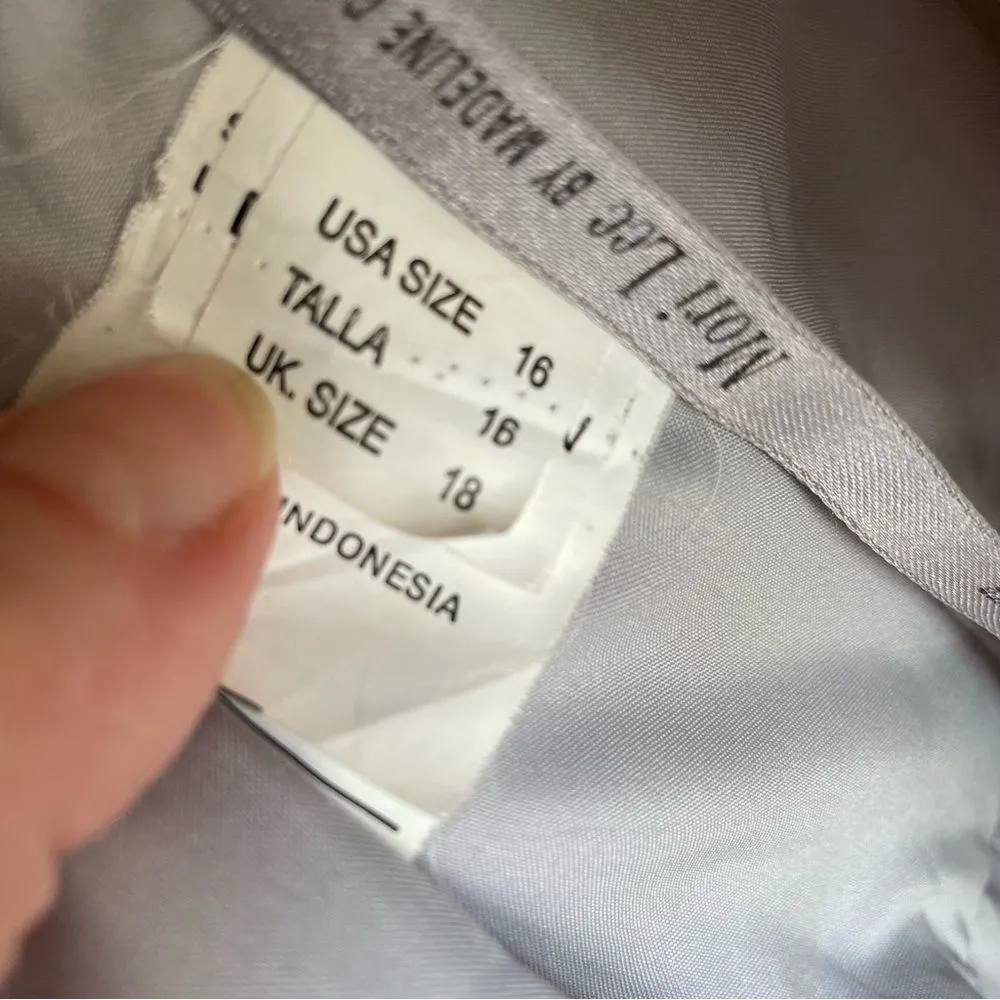 Mori Lee BY MADELINE
USA SIZE 16
TALLA 16
UK. SIZE 18
INDONESIA